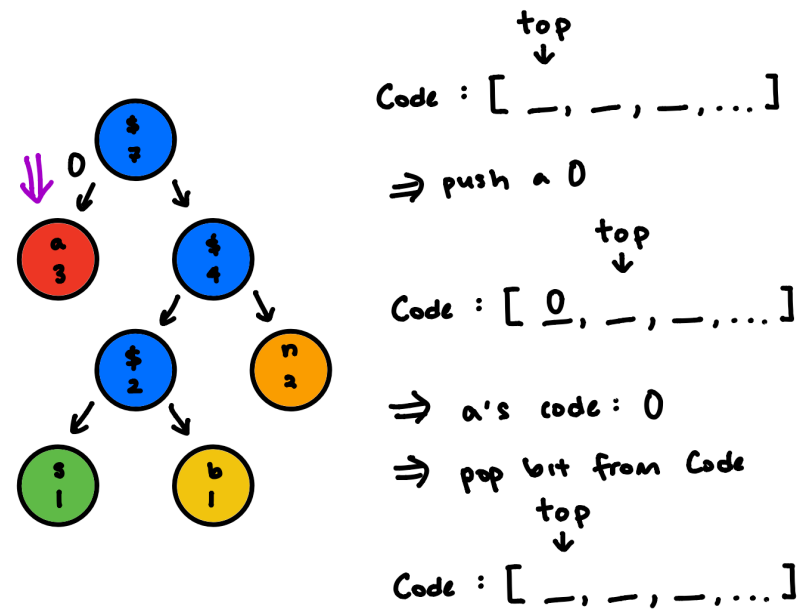 $
7
0
a
3
$
4
$
2
n
2
s
1
b
1
top
↓
Code : [ _, _, _, ... ]
⇒ push a 0
top
↓
Code : [ 0, _, _, ... ]
⇒ a's code : 0
⇒ pop bit from Code
top
↓
Code : [ _, _, _, ... ]